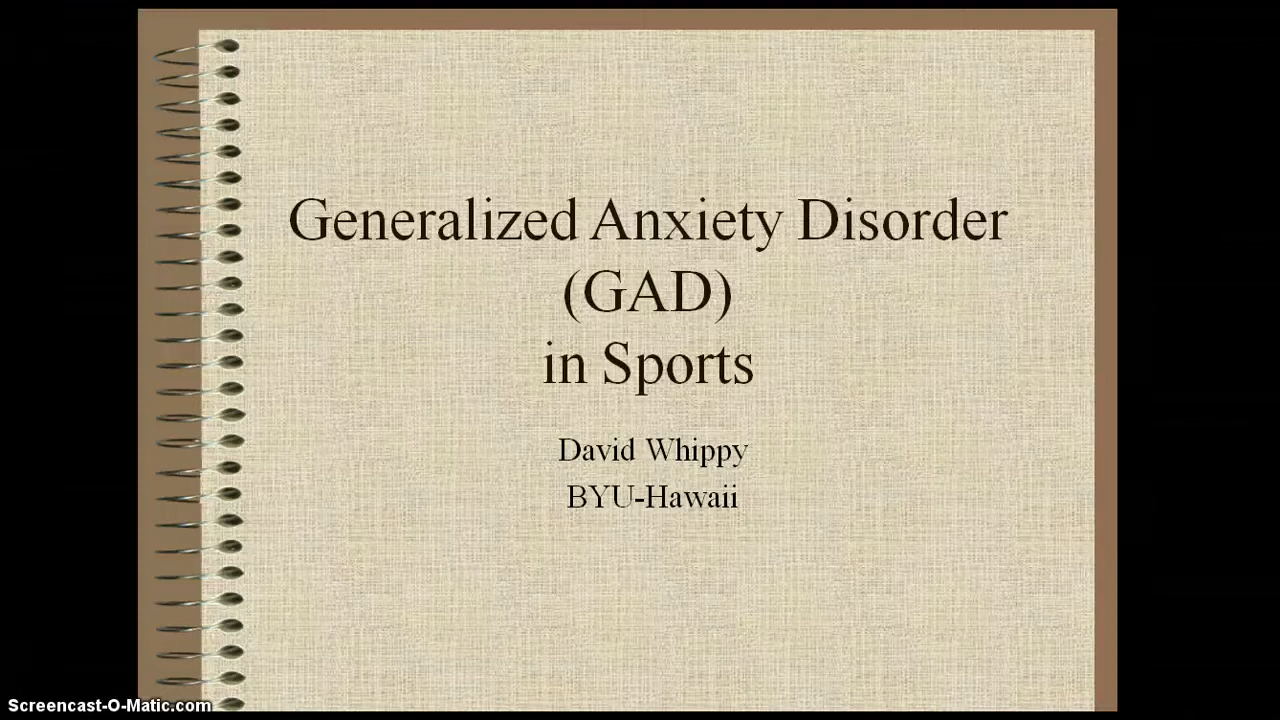 Generalized Anxiety Disorder
(GAD)
in Sports
David Whippy
BYU-Hawaii
Screencast-O-Matic.com